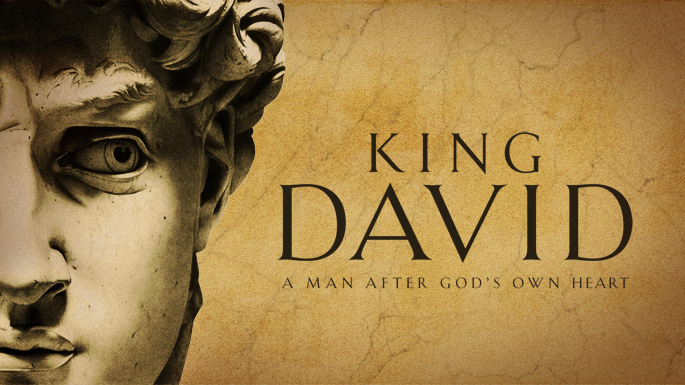 KING
DAVID
A MAN AFTER GOD'S OWN HEART